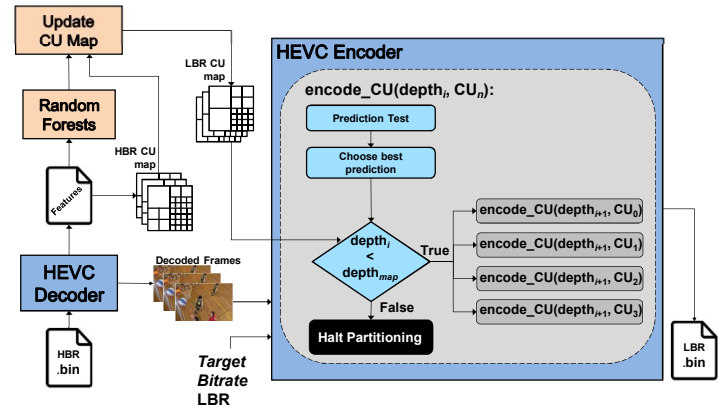 Update
CU Map
Random
Forests
HBR CU
map
Features
HEVC
Decoder
HBR
.bin
Decoded Frames
LBR CU
map
Target
Bitrate
LBR
HEVC Encoder
encode_CU(depthᵢ, CUₙ):
Prediction Test
Choose best
prediction
depthᵢ
<
depthₘₐₚ
True
False
Halt Partitioning
encode_CU(depthᵢ₊₁, CU₀)
encode_CU(depthᵢ₊₁, CU₁)
encode_CU(depthᵢ₊₁, CU₂)
encode_CU(depthᵢ₊₁, CU₃)
LBR
.bin